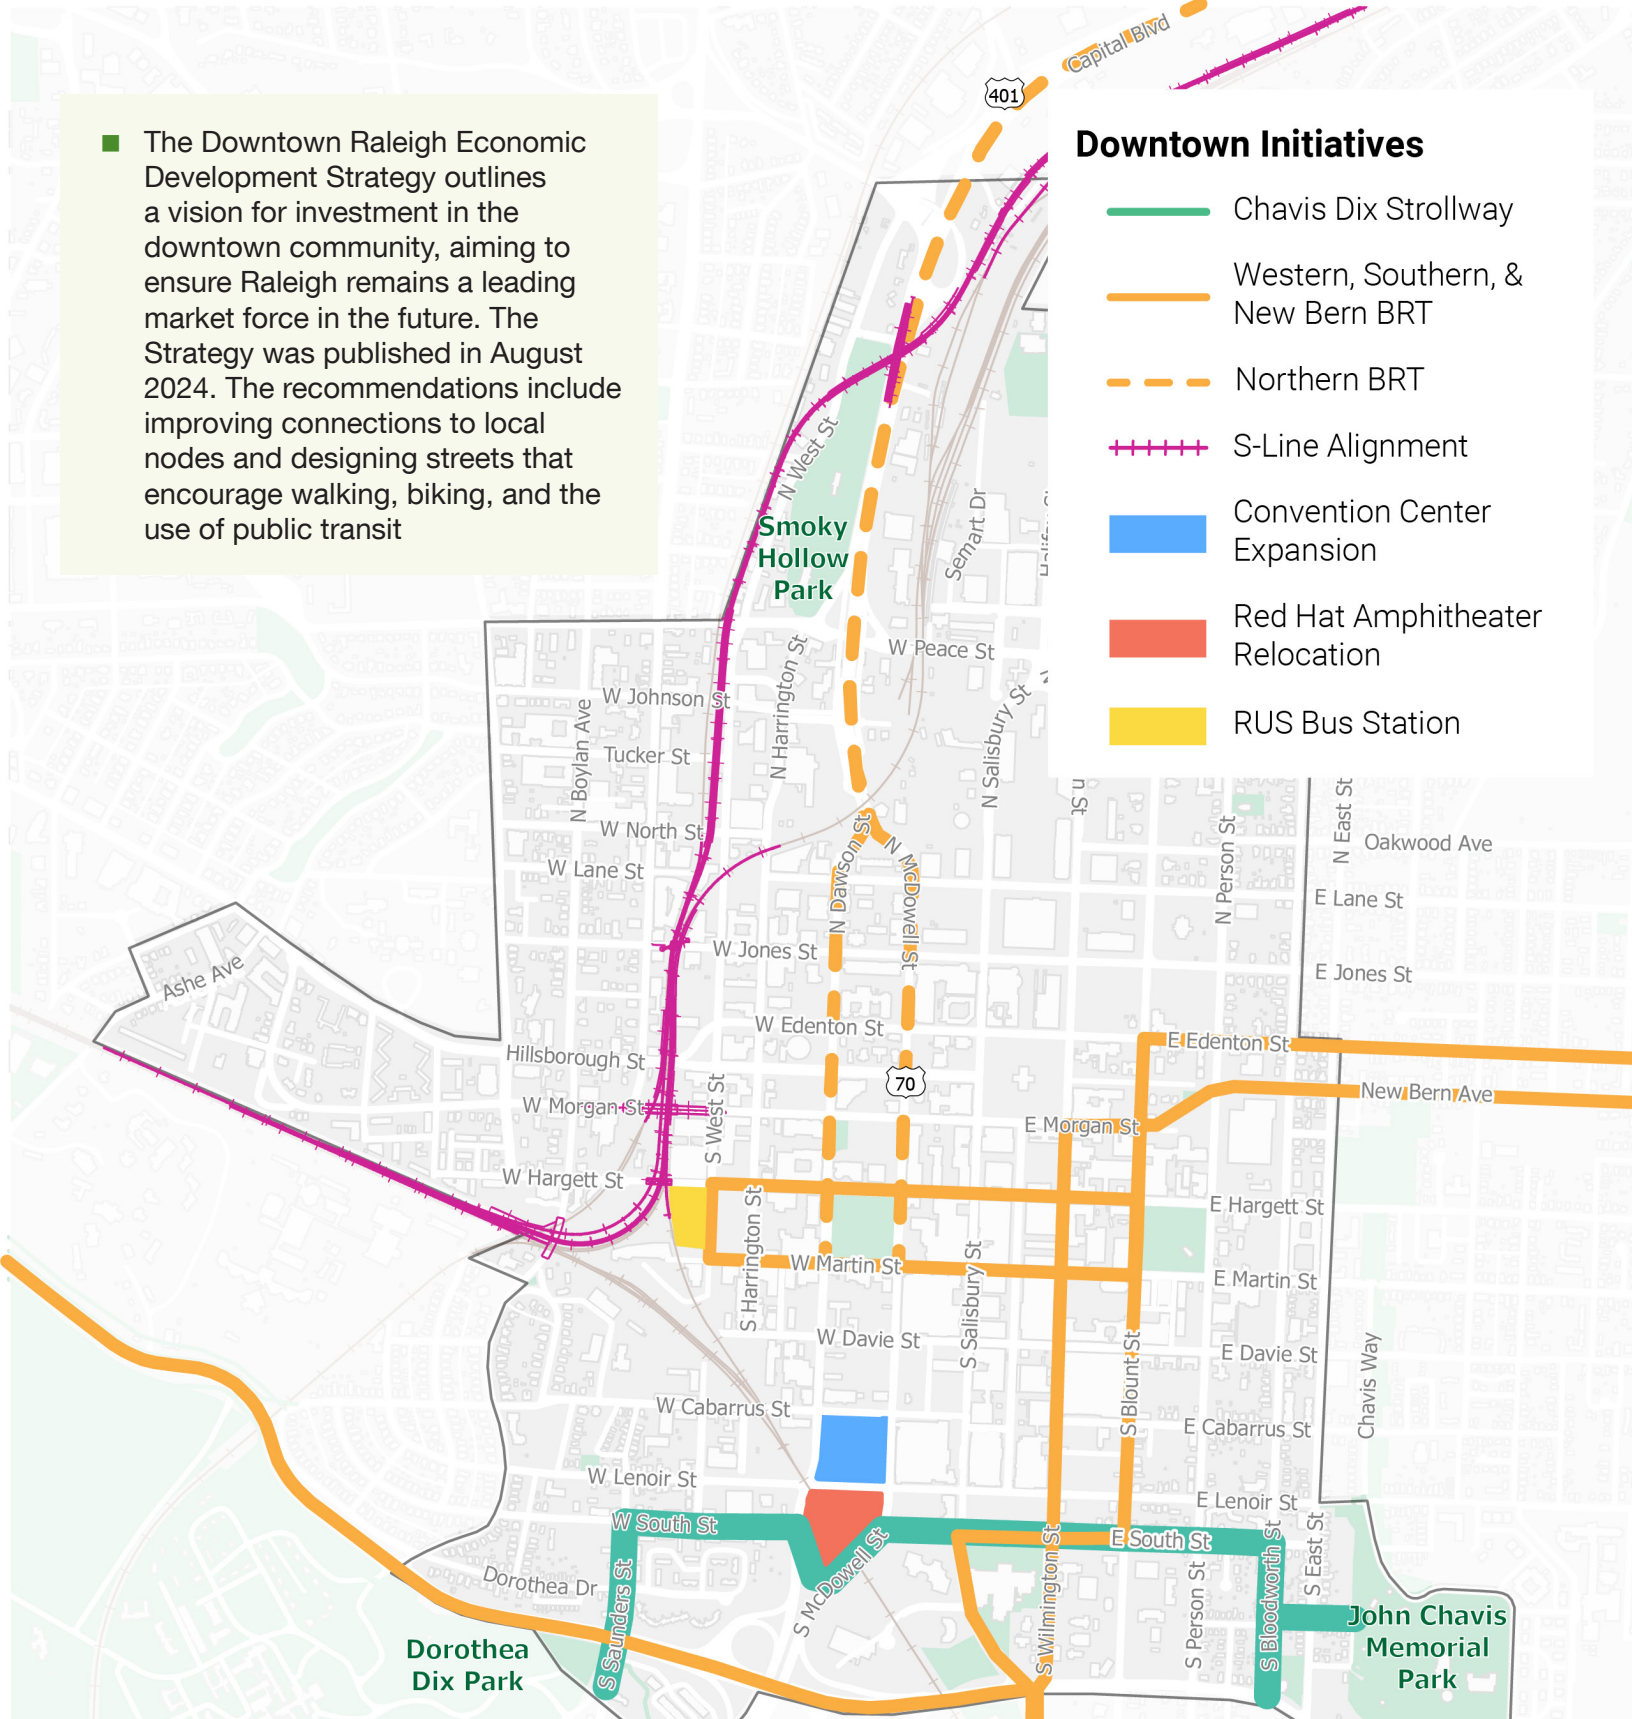 Capital Blvd
401
■ The Downtown Raleigh Economic
Development Strategy outlines
a vision for investment in the
downtown community, aiming to
ensure Raleigh remains a leading
market force in the future. The
Strategy was published in August
2024. The recommendations include
improving connections to local
nodes and designing streets that
encourage walking, biking, and the
use of public transit
Downtown Initiatives
Chavis Dix Strollway
Western, Southern, &
New Bern BRT
Northern BRT
S-Line Alignment
Convention Center
Expansion
Red Hat Amphitheater
Relocation
RUS Bus Station
N West St
Smoky
Hollow
Park
Semart Dr
W Peace St
N Harrington St
W Johnson St
N Boylan Ave
Tucker St
N Salisbury St
n St
N East St
W North St
N Dawson St
N McDowell St
N Person St
Oakwood Ave
W Lane St
E Lane St
W Jones St
E Jones St
Ashe Ave
W Edenton St
E Edenton St
Hillsborough St
70
New Bern Ave
W Morgan St
S West St
E Morgan St
W Hargett St
S Harrington St
E Hargett St
W Martin St
S Salisbury St
E Martin St
W Davie St
S Blount St
E Davie St
Chavis Way
W Cabarrus St
E Cabarrus St
W Lenoir St
E Lenoir St
W South St
E South St
S McDowell St
Dorothea Dr
S Saunders St
S Wilmington St
S Person St
S Bloodworth St
S East St
Dorothea
Dix Park
John Chavis
Memorial
Park